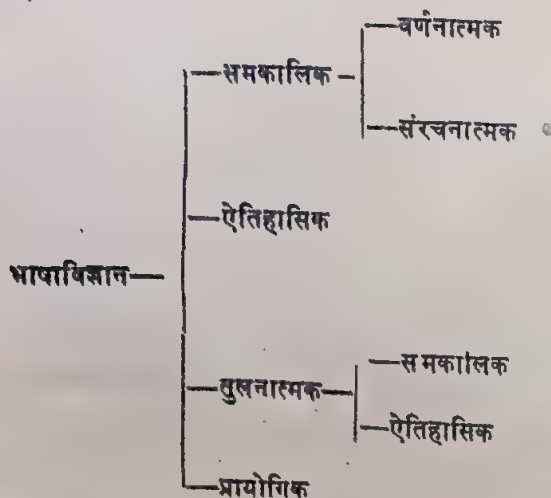 वर्णनात्मक
समकालिक
संरचनात्मक
ऐतिहासिक
भाषाविज्ञान
समकालिक
तुलनात्मक
ऐतिहासिक
प्रायोगिक